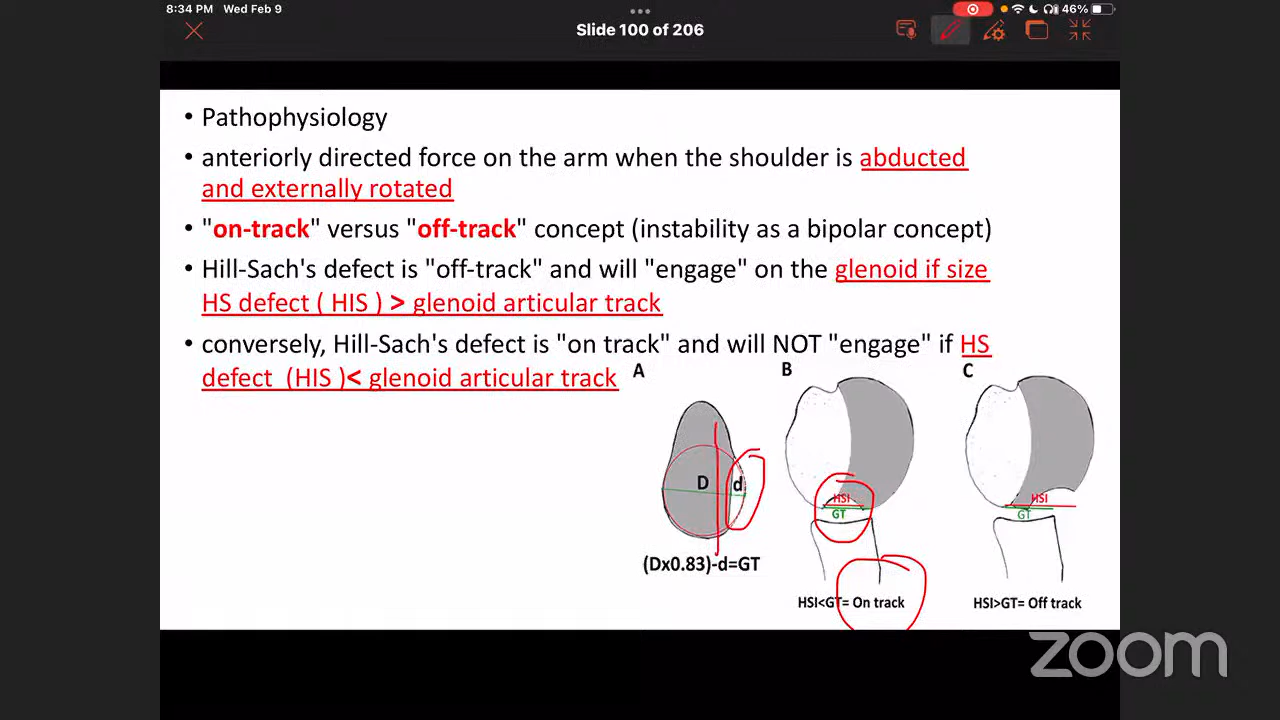 8:34 PM Wed Feb 9
46%
Slide 100 of 206
• Pathophysiology
• anteriorly directed force on the arm when the shoulder is abducted
and externally rotated
• "on-track" versus "off-track" concept (instability as a bipolar concept)
• Hill-Sach's defect is "off-track" and will "engage" on the glenoid if size
HS defect ( HIS ) > glenoid articular track
• conversely, Hill-Sach's defect is "on track" and will NOT "engage" if HS
defect (HIS )< glenoid articular track
A
B
C
D
d
HSI
GT
HSI
GT
(Dx0.83)-d=GT
HSI<GT= On track
HSI>GT= Off track
zoom